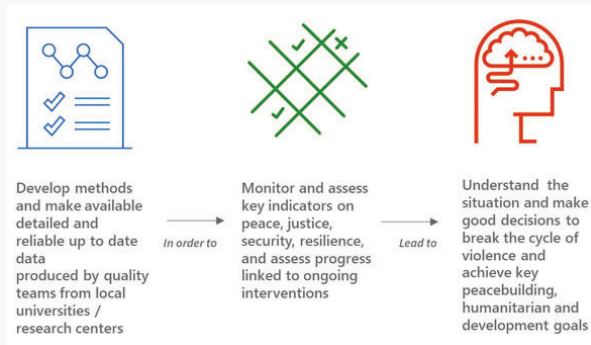 Develop methods
and make available
detailed and
reliable up to date
data
produced by quality
teams from local
universities /
research centers
In order to
Monitor and assess
key indicators on
peace, justice,
security, resilience,
and assess progress
linked to ongoing
interventions
Lead to
Understand the
situation and make
good decisions to
break the cycle of
violence and
achieve key
peacebuilding,
humanitarian and
development goals